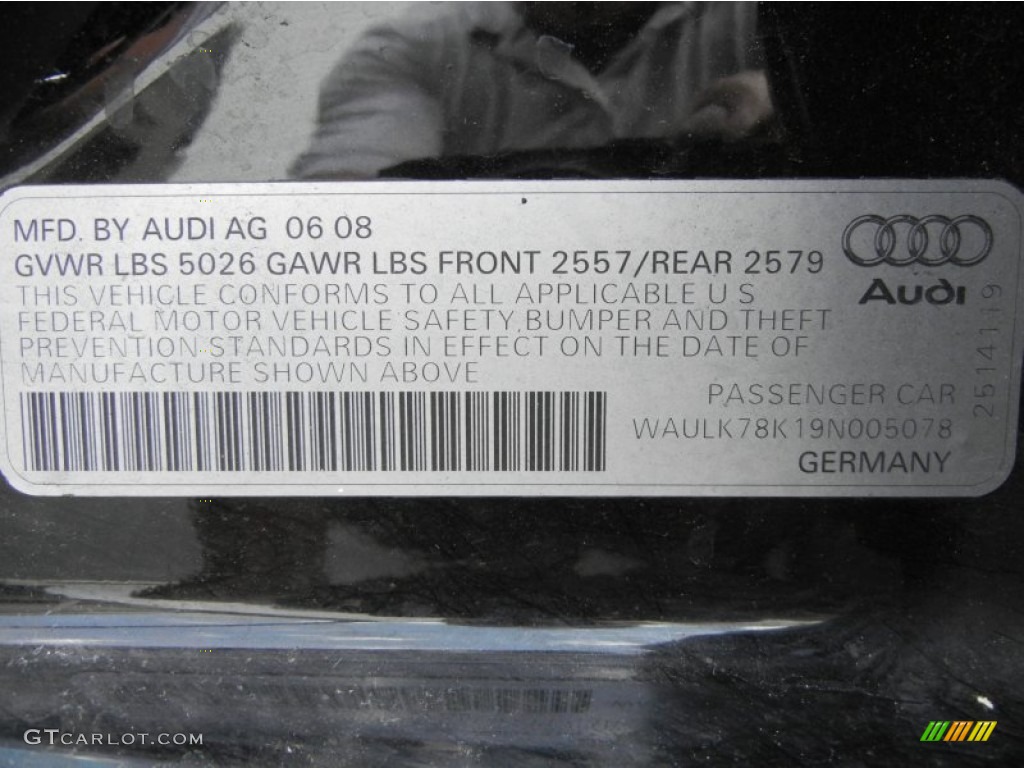 MFD. BY AUDI AG 06 08
GVWR LBS 5026 GAWR LBS FRONT 2557/REAR 2579
THIS VEHICLE CONFORMS TO ALL APPLICABLE U S
FEDERAL MOTOR VEHICLE SAFETY, BUMPER AND THEFT
PREVENTION STANDARDS IN EFFECT ON THE DATE OF
MANUFACTURE SHOWN ABOVE
Audi
2514119
PASSENGER CAR
WAULK78K19N005078
GERMANY
GTcarlot.com